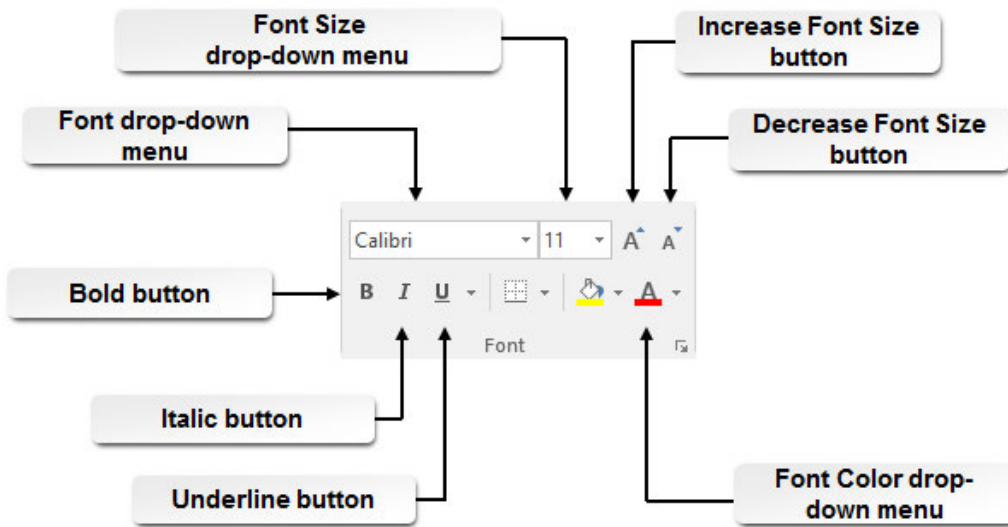 Font Size
drop-down menu
Increase Font Size
button
Font drop-down
menu
Decrease Font Size
button
Calibri
11
A A
Bold button
B I U A
Font
Italic button
Underline button
Font Color drop-
down menu